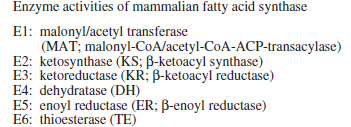 Enzyme activities of mammalian fatty acid synthase
E1: malonyl/acetyl transferase
(MAT; malonyl-CoA/acetyl-CoA-ACP-transacylase)
E2: ketosynthase (KS; β-ketoacyl synthase)
E3: ketoreductase (KR; β-ketoacyl reductase)
E4: dehydratase (DH)
E5: enoyl reductase (ER; β-enoyl reductase)
E6: thioesterase (TE)